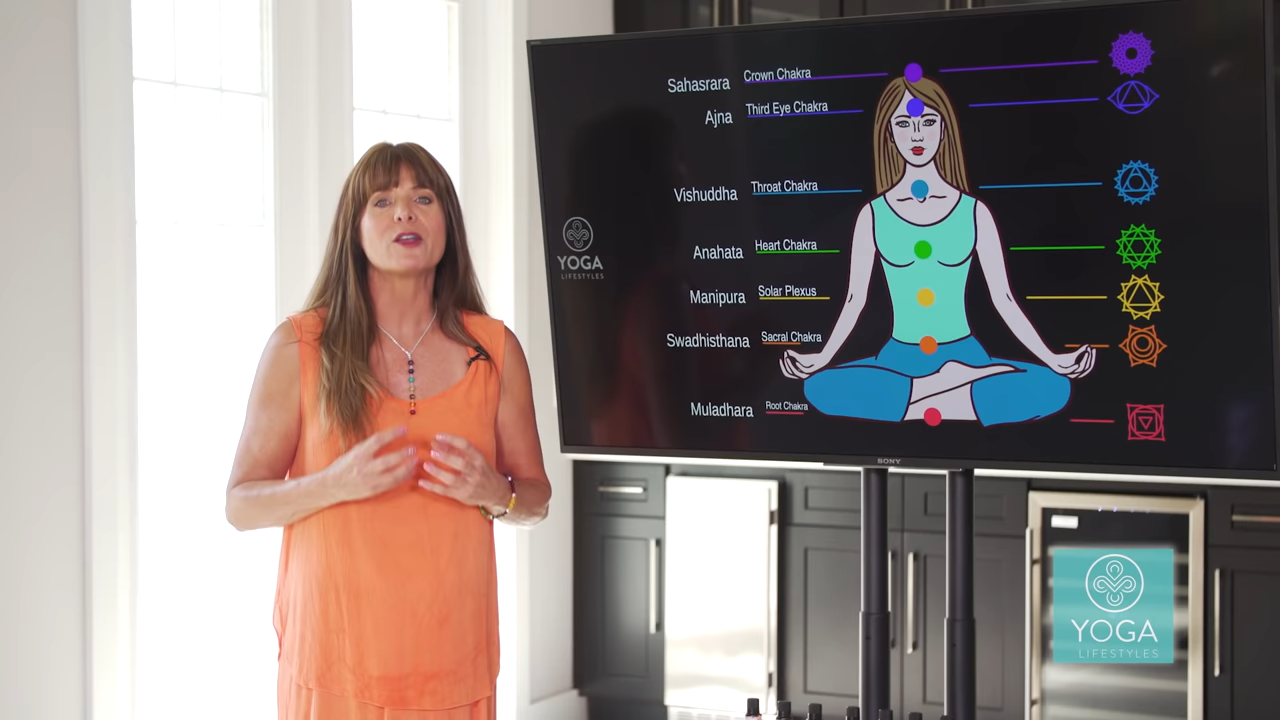 Sahasrara Crown Chakra
Ajna Third Eye Chakra
Vishuddha Throat Chakra
Anahata Heart Chakra
Manipura Solar Plexus
Swadhisthana Sacral Chakra
Muladhara Root Chakra
YOGA
LIFESTYLES
SONY
YOGA
LIFESTYLES